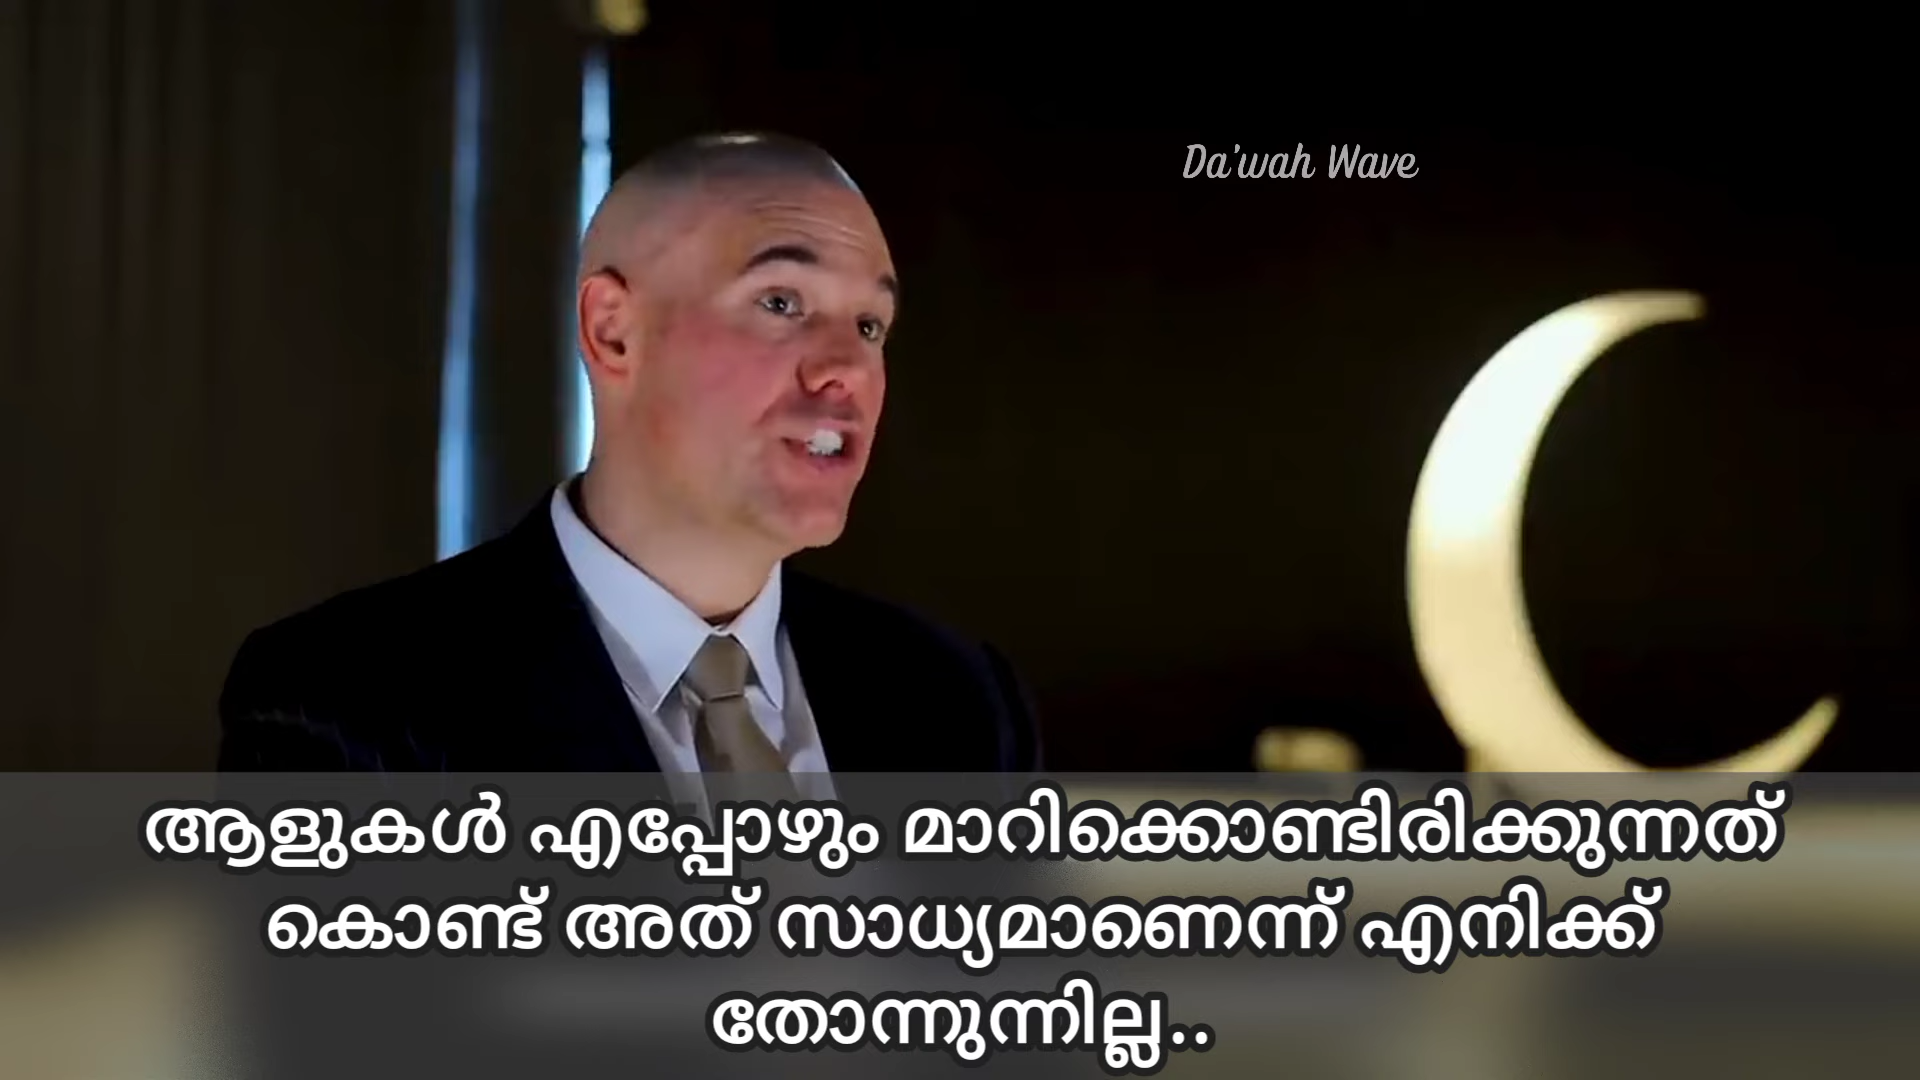 Da'wah Wave
ആളുകൾ എപ്പോഴും മാറിക്കൊണ്ടിരിക്കുന്നത്
കൊണ്ട് അത് സാധ്യമാണെന്ന് എനിക്ക്
തോന്നുന്നില്ല..